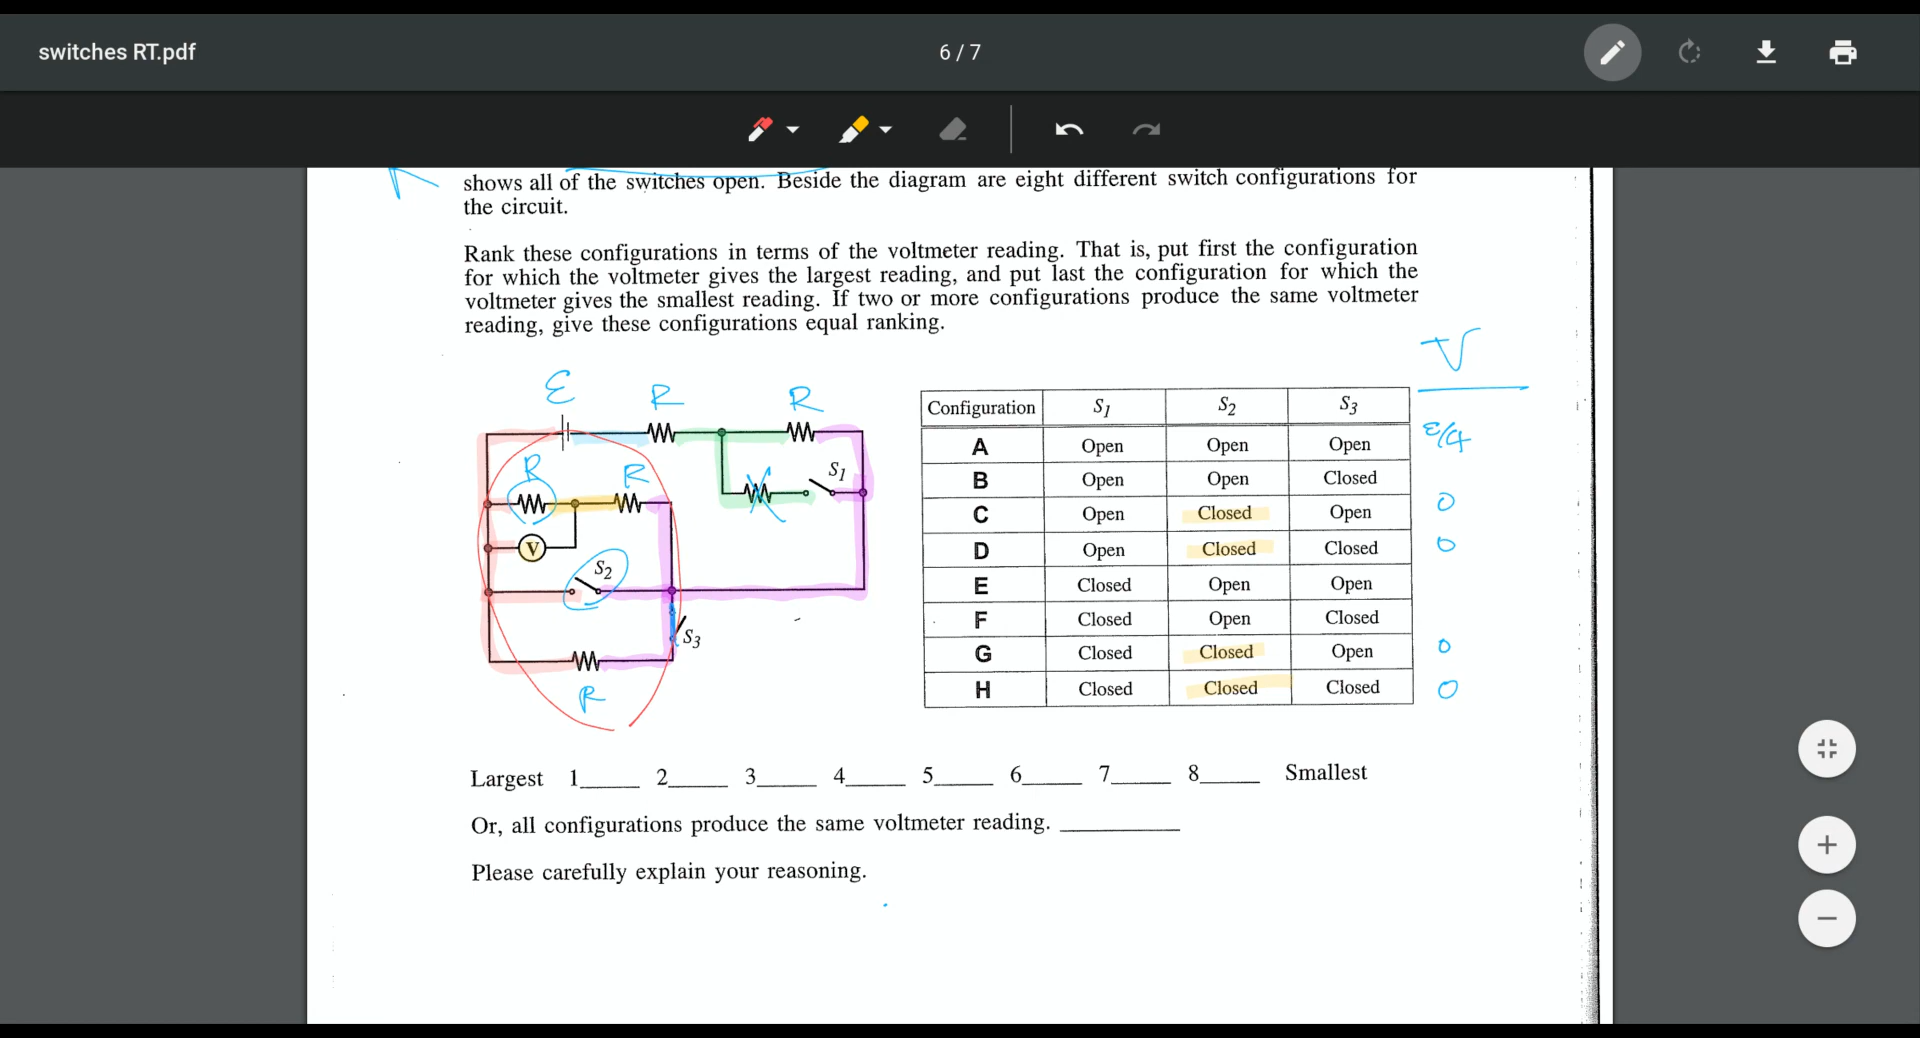 switches RT.pdf
6 / 7
shows all of the switches open. Beside the diagram are eight different switch configurations for
the circuit.
Rank these configurations in terms of the voltmeter reading. That is, put first the configuration
for which the voltmeter gives the largest reading, and put last the configuration for which the
voltmeter gives the smallest reading. If two or more configurations produce the same voltmeter
reading, give these configurations equal ranking.
V
ℰ R R
R R S1
V
S2
S3
R
Configuration S1 S2 S3
A Open Open Open ℰ/4
B Open Open Closed
C Open Closed Open 0
D Open Closed Closed 0
E Closed Open Open
F Closed Open Closed
G Closed Closed Open 0
H Closed Closed Closed 0
Largest 1_____ 2_____ 3_____ 4_____ 5_____ 6_____ 7_____ 8_____ Smallest
Or, all configurations produce the same voltmeter reading. __________
Please carefully explain your reasoning.